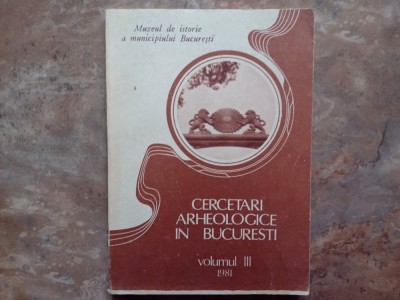 Muzeul de istorie
a municipiului București
CERCETARI
ARHEOLOGICE
IN BUCURESTI
volumul III
1981